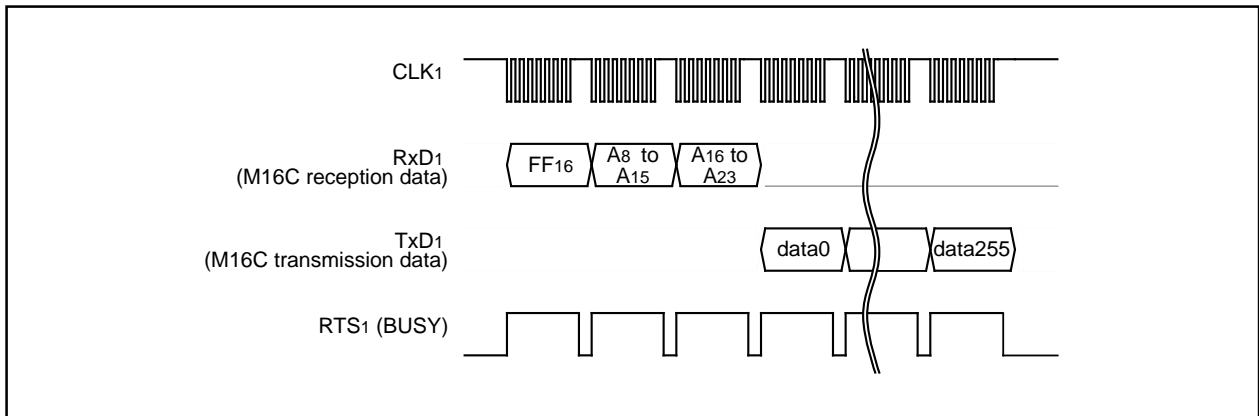 CLK1
RxD1
(M16C reception data)
FF16
A8 to
A15
A16 to
A23
TxD1
(M16C transmission data)
data0
data255
RTS1 (BUSY)